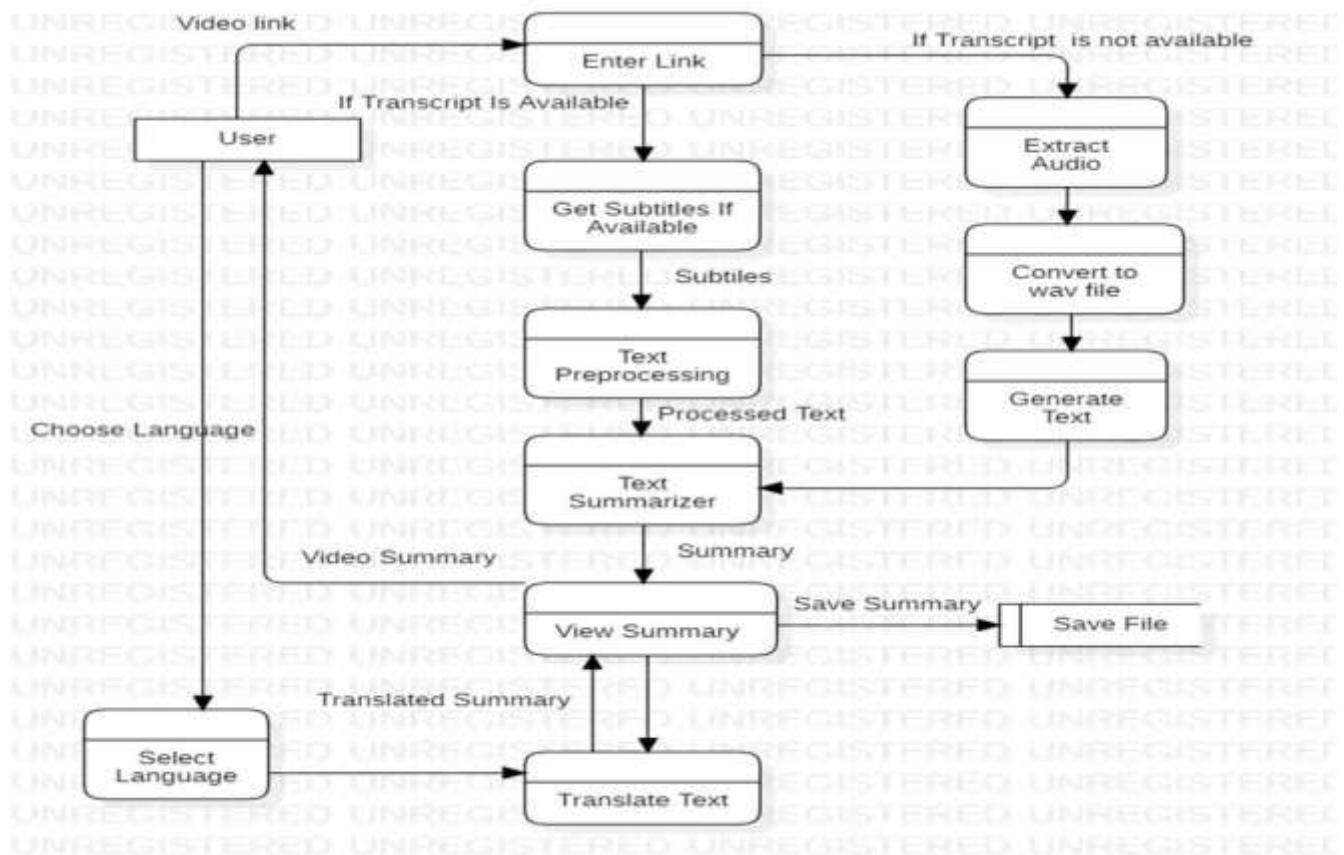 Video link
Enter Link
If Transcript  is not available
If Transcript Is Available
User
Extract
Audio
Get Subtitles If
Available
Subtiles
Convert to
wav file
Text
Preprocessing
Generate
Text
Processed Text
Choose Language
Text
Summarizer
Video Summary
Summary
View Summary
Save Summary
Save File
Translated Summary
Select
Language
Translate Text
UNREGISTERED